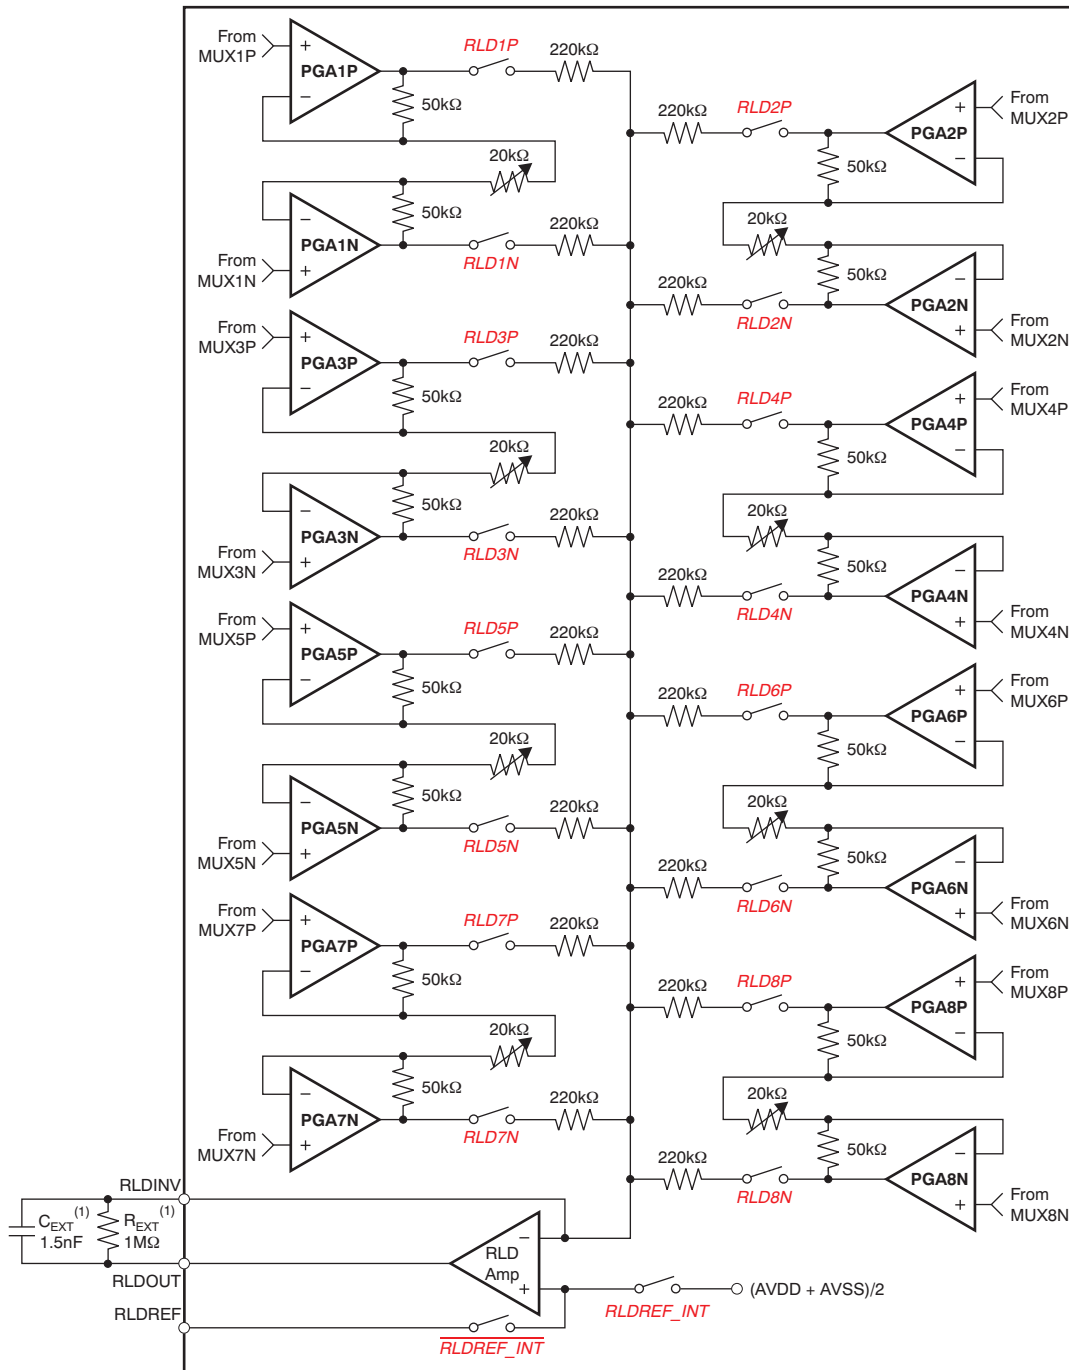 From
MUX1P
+
−
PGA1P
RLD1P
220kΩ
50kΩ
20kΩ
From
MUX1N
−
+
PGA1N
50kΩ
RLD1N
220kΩ
220kΩ
RLD2P
50kΩ
PGA2P
+
−
From
MUX2P
20kΩ
50kΩ
220kΩ
RLD2N
PGA2N
−
+
From
MUX2N
From
MUX3P
+
−
PGA3P
RLD3P
220kΩ
50kΩ
20kΩ
From
MUX3N
−
+
PGA3N
50kΩ
RLD3N
220kΩ
220kΩ
RLD4P
50kΩ
PGA4P
+
−
From
MUX4P
20kΩ
50kΩ
220kΩ
RLD4N
PGA4N
−
+
From
MUX4N
From
MUX5P
+
−
PGA5P
RLD5P
220kΩ
50kΩ
20kΩ
From
MUX5N
−
+
PGA5N
50kΩ
RLD5N
220kΩ
220kΩ
RLD6P
50kΩ
PGA6P
+
−
From
MUX6P
20kΩ
50kΩ
220kΩ
RLD6N
PGA6N
−
+
From
MUX6N
From
MUX7P
+
−
PGA7P
RLD7P
220kΩ
50kΩ
20kΩ
From
MUX7N
−
+
PGA7N
50kΩ
RLD7N
220kΩ
220kΩ
RLD8P
50kΩ
PGA8P
+
−
From
MUX8P
20kΩ
50kΩ
220kΩ
RLD8N
PGA8N
−
+
From
MUX8N
RLDINV
CEXT(1)
1.5nF
REXT(1)
1MΩ
RLDOUT
RLDREF
RLD
Amp
−
+
RLDREF_INT
RLDREF_INT
(AVDD + AVSS)/2